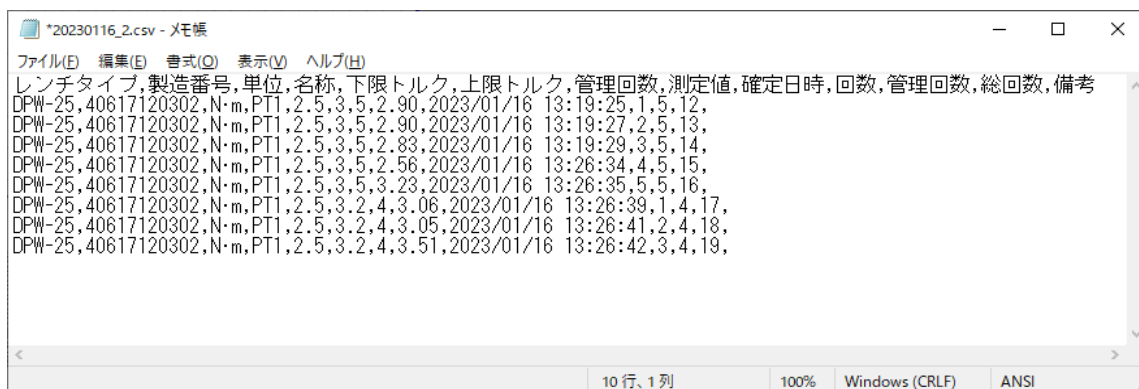 *20230116_2.csv - メモ帳
ファイル(F) 編集(E) 書式(O) 表示(V) ヘルプ(H)
レンチタイプ,製造番号,単位,名称,下限トルク,上限トルク,管理回数,測定値,確定日時,回数,管理回数,総回数,備考
DPW-25,40617120302,N·m,PT1,2.5,3,5,2.90,2023/01/16 13:19:25,1,5,12,
DPW-25,40617120302,N·m,PT1,2.5,3,5,2.90,2023/01/16 13:19:27,2,5,13,
DPW-25,40617120302,N·m,PT1,2.5,3,5,2.83,2023/01/16 13:19:29,3,5,14,
DPW-25,40617120302,N·m,PT1,2.5,3,5,2.56,2023/01/16 13:26:34,4,5,15,
DPW-25,40617120302,N·m,PT1,2.5,3,5,3.23,2023/01/16 13:26:35,5,5,16,
DPW-25,40617120302,N·m,PT1,2.5,3.2,4,3.06,2023/01/16 13:26:39,1,4,17,
DPW-25,40617120302,N·m,PT1,2.5,3.2,4,3.05,2023/01/16 13:26:41,2,4,18,
DPW-25,40617120302,N·m,PT1,2.5,3.2,4,3.51,2023/01/16 13:26:42,3,4,19,
10 行、1 列 100% Windows (CRLF) ANSI